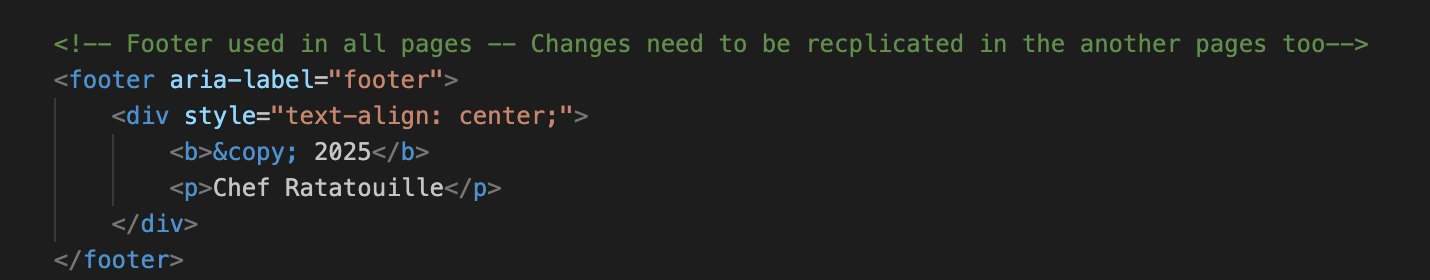 <!-- Footer used in all pages -- Changes need to be recplicated in the another pages too-->
<footer aria-label="footer">
<div style="text-align: center;">
<b>&copy; 2025</b>
<p>Chef Ratatouille</p>
</div>
</footer>